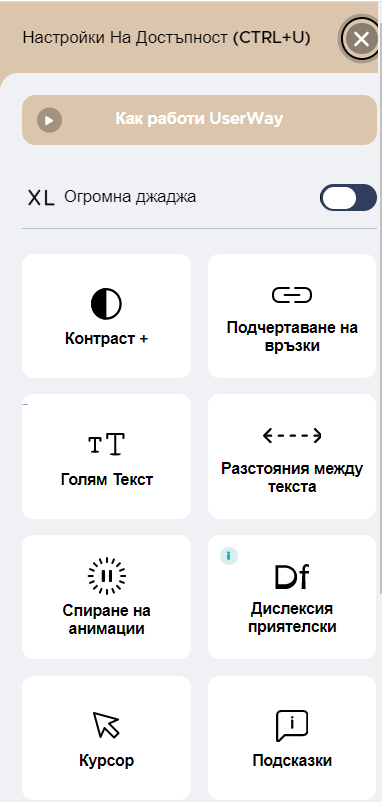 Настройки На Достъпност (CTRL+U)
Как работи UserWay
XL Огромна джаджа
Контраст +
Подчертаване на
връзки
Голям Текст
Разстояния между
текста
Спиране на
анимации
Df
Дислексия
приятелски
Курсор
Подсказки